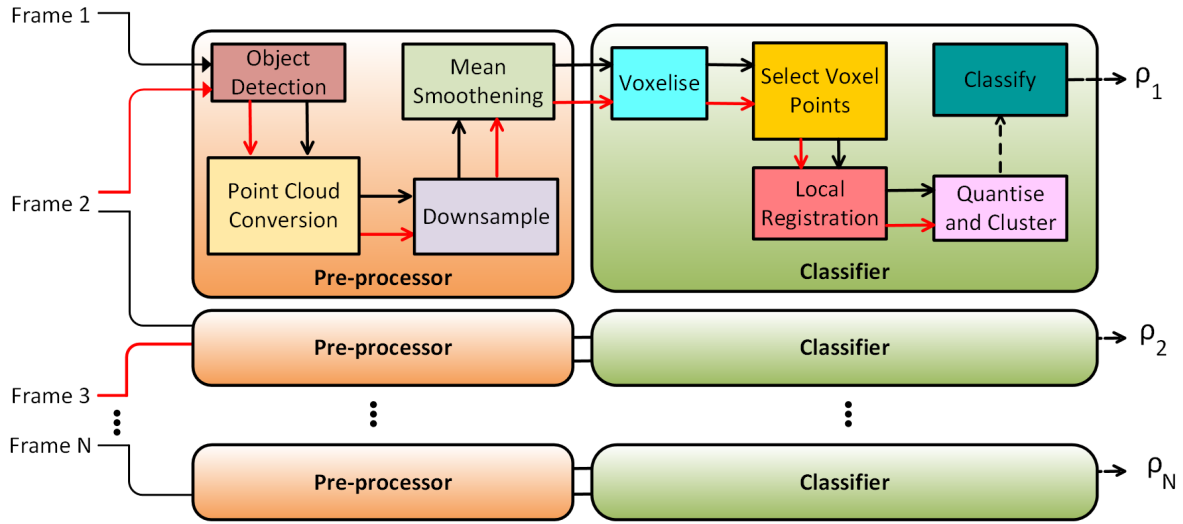 Frame 1
Object
Detection
Mean
Smoothening
Point Cloud
Conversion
Downsample
Pre-processor
Voxelise
Select Voxel
Points
Classify
Local
Registration
Quantise
and Cluster
Classifier
ρ1
Frame 2
Pre-processor
Classifier
ρ2
Frame 3
Frame N
Pre-processor
Classifier
ρN